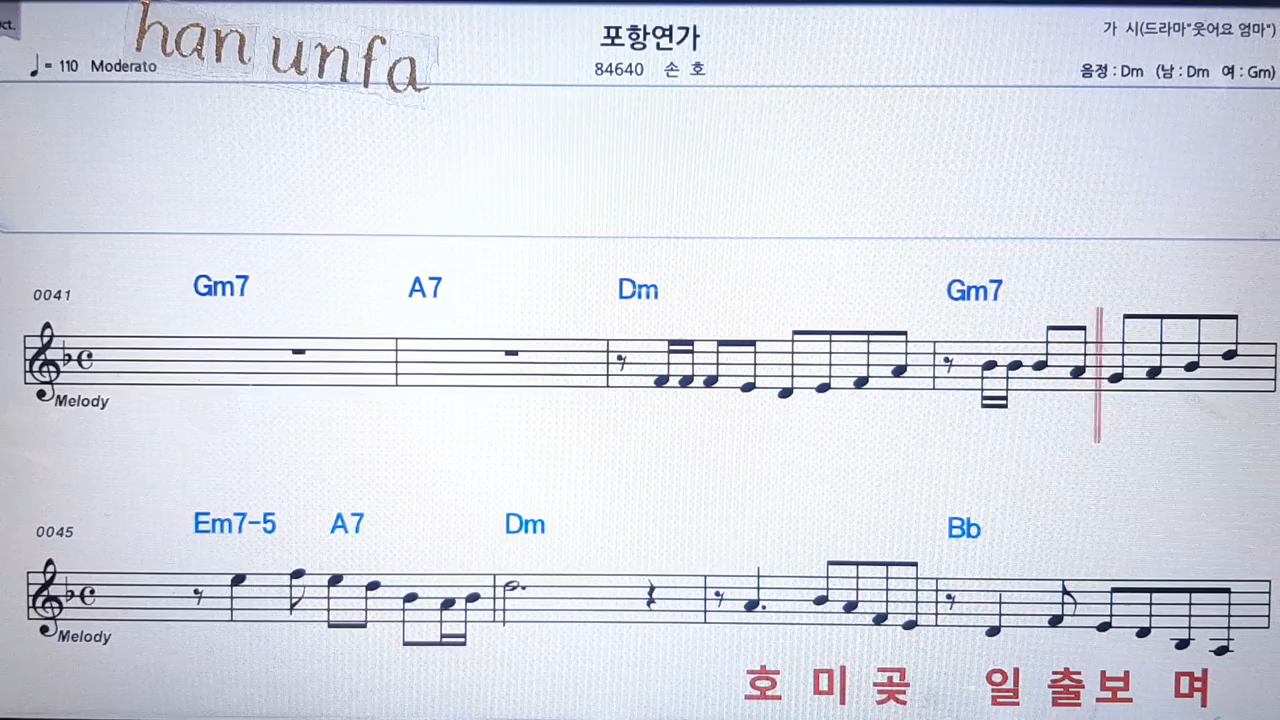 ct.
han unfa
포항연가
가 시(드라마"웃어요 엄마")
♩= 110 Moderato
84640 손 호
음정 : Dm (남 : Dm 여 : Gm)
0041
Gm7 A7 Dm Gm7
Melody
0045
Em7-5 A7 Dm Bb
Melody
호 미 곶 일 출 보 며